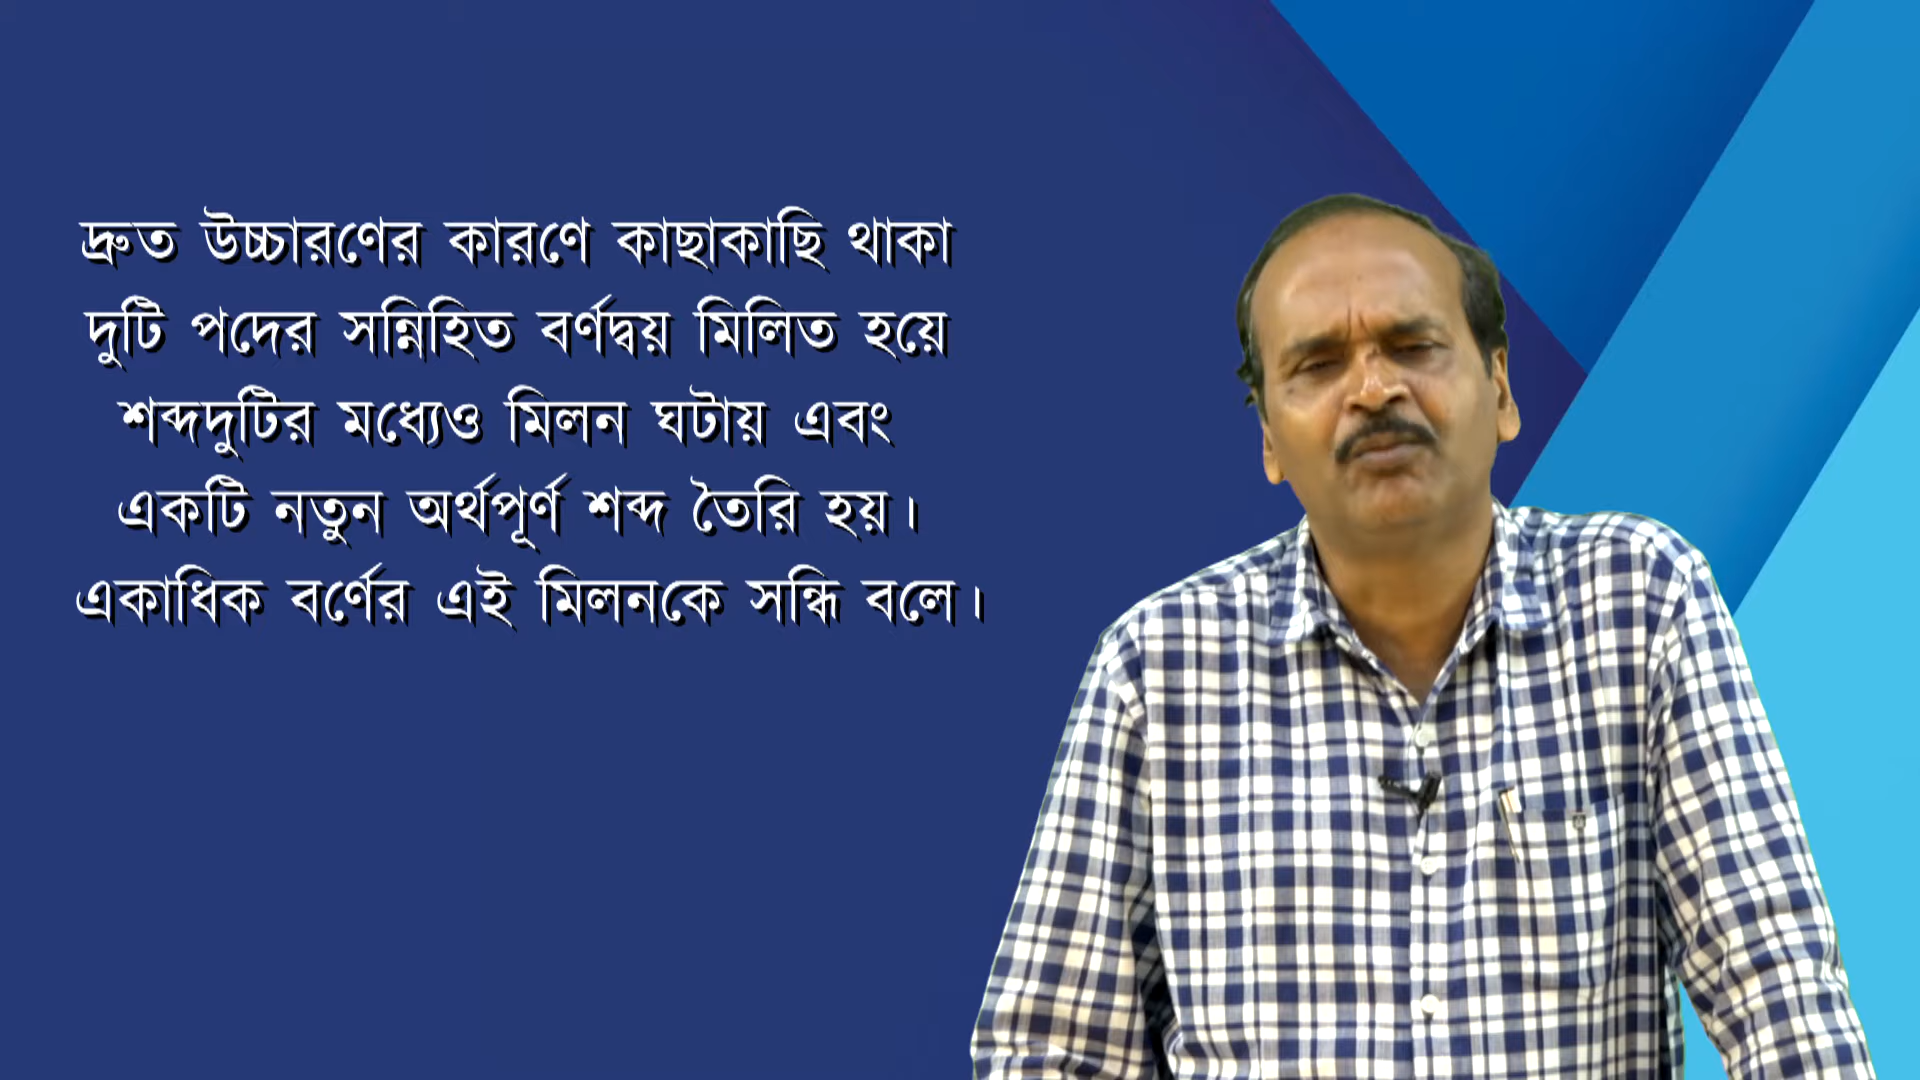 দ্রুত উচ্চারণের কারণে কাছাকাছি থাকা
দুটি পদের সন্নিহিত বর্ণদ্বয় মিলিত হয়ে
শব্দদুটির মধ্যেও মিলন ঘটায় এবং
একটি নতুন অর্থপূর্ণ শব্দ তৈরি হয়।
একাধিক বর্ণের এই মিলনকে সন্ধি বলে।